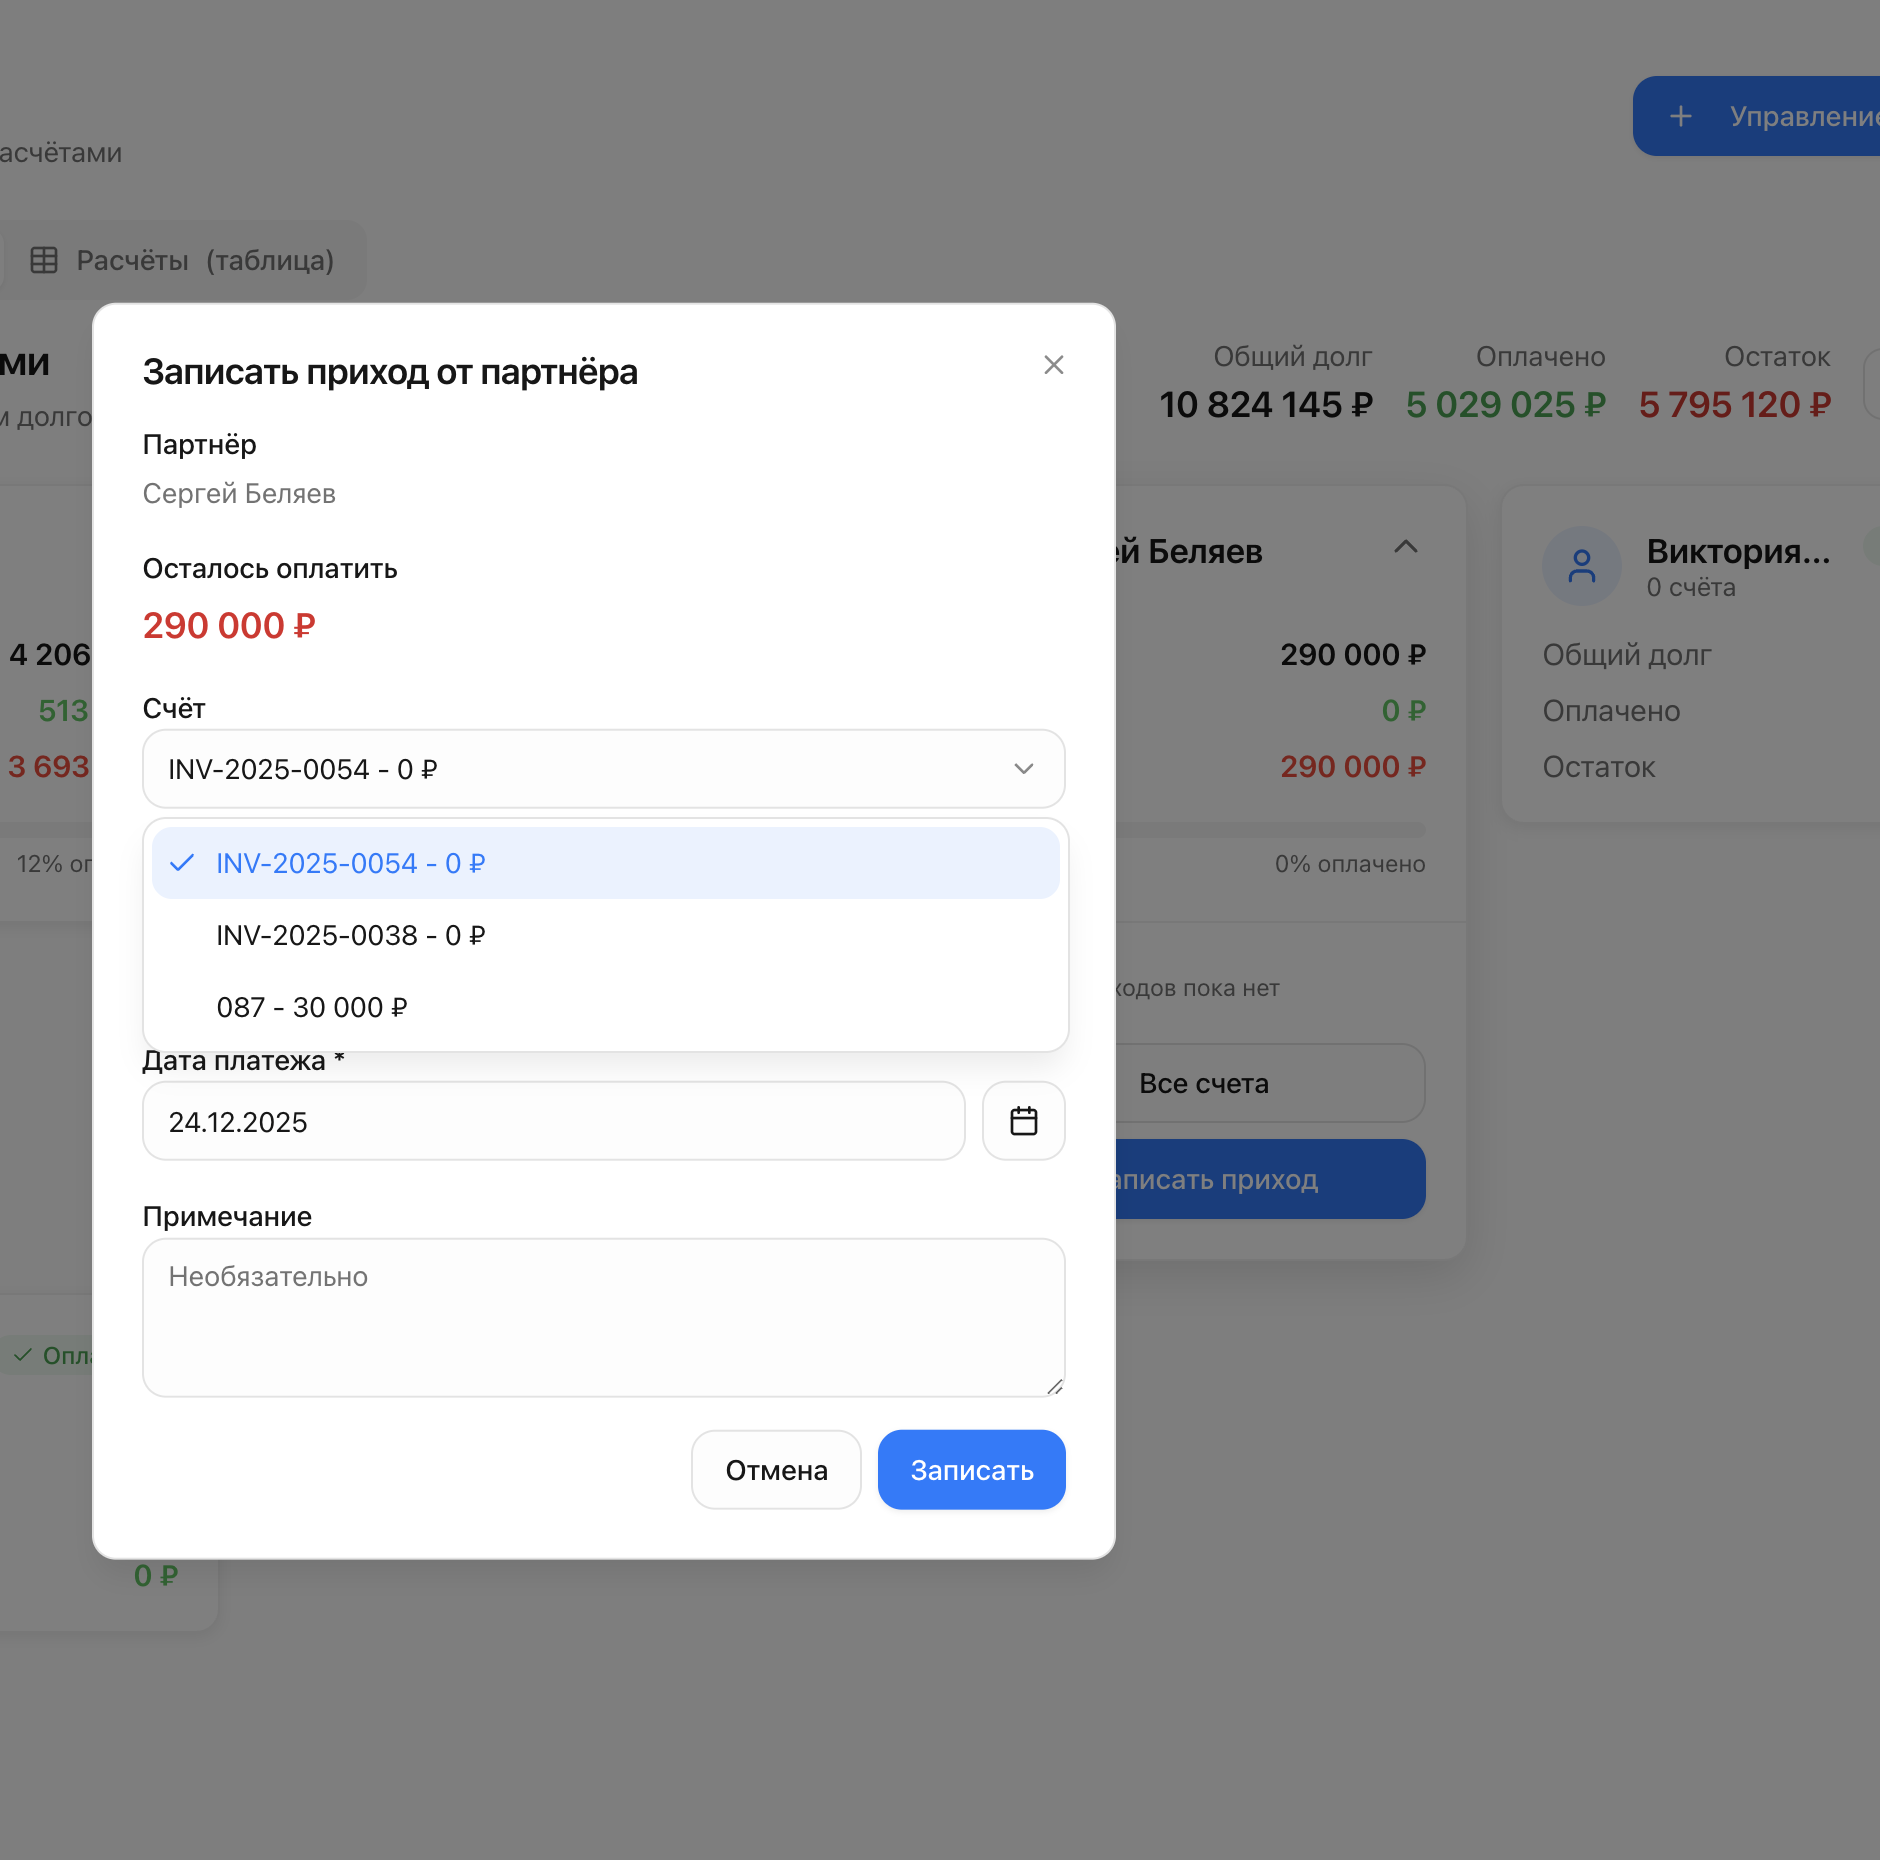 Управление
асчётами
Расчёты (таблица)
ми
м долго
Общий долг
10 824 145 ₽
Оплачено
5 029 025 ₽
Остаток
5 795 120 ₽
4 206
513
3 693
12% оп
Опла
0 ₽
Записать приход от партнёра
Партнёр
Сергей Беляев
Осталось оплатить
290 000 ₽
Счёт
INV-2025-0054 - 0 ₽
INV-2025-0054 - 0 ₽
INV-2025-0038 - 0 ₽
087 - 30 000 ₽
Дата платежа *
24.12.2025
Примечание
Необязательно
Отмена
Записать
ей Беляев
290 000 ₽
0 ₽
290 000 ₽
0% оплачено
ходов пока нет
Все счета
аписать приход
Виктория...
0 счёта
Общий долг
Оплачено
Остаток